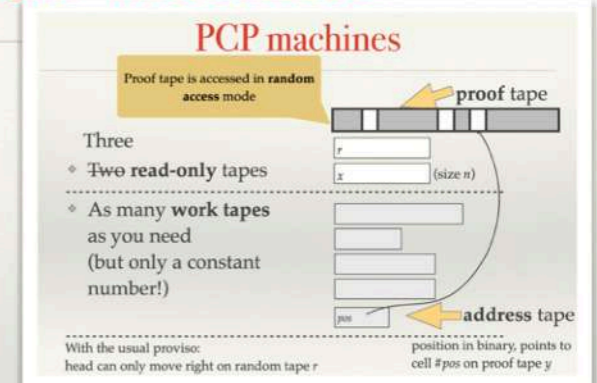 PCP machines
Proof tape is accessed in random
access mode
proof tape
Three
r
Two read-only tapes
x
(size n)
As many work tapes
as you need
(but only a constant
number!)
pos
address tape
With the usual proviso:
head can only move right on random tape r
position in binary, points to
cell #pos on proof tape y